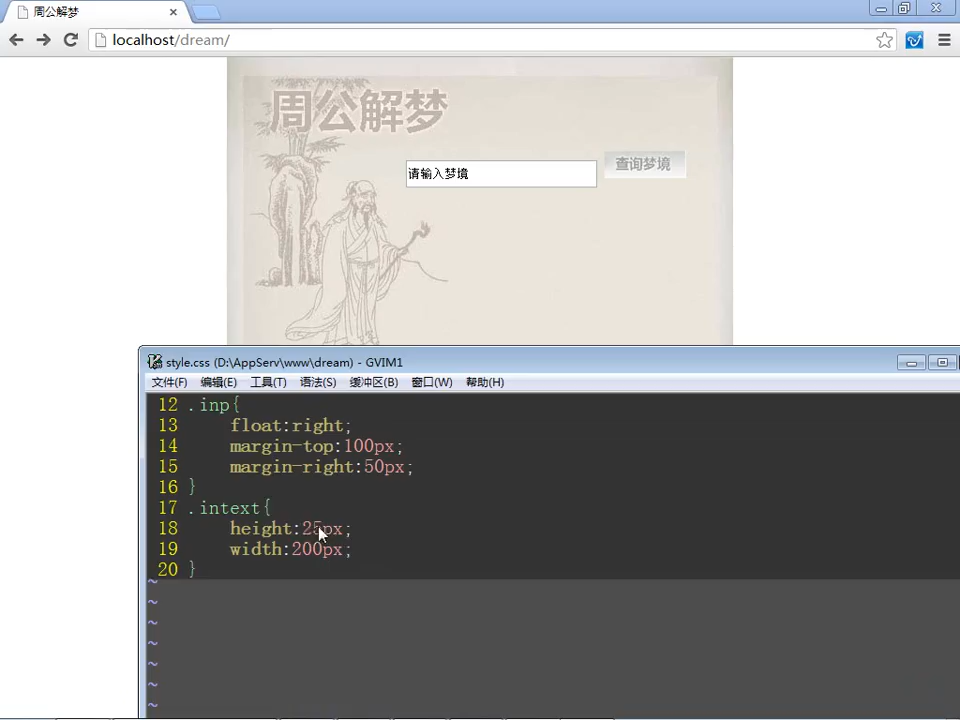 周公解梦
localhost/dream/
周公解梦
请输入梦境
查询梦境
style.css (D:\AppServ\www\dream) - GVIM1
文件(F) 编辑(E) 工具(T) 语法(S) 缓冲区(B) 窗口(W) 帮助(H)
12 .inp{
13 float:right;
14 margin-top:100px;
15 margin-right:50px;
16 }
17 .intext{
18 height:25px;
19 width:200px;
20 }
~
~
~
~
~
~
~